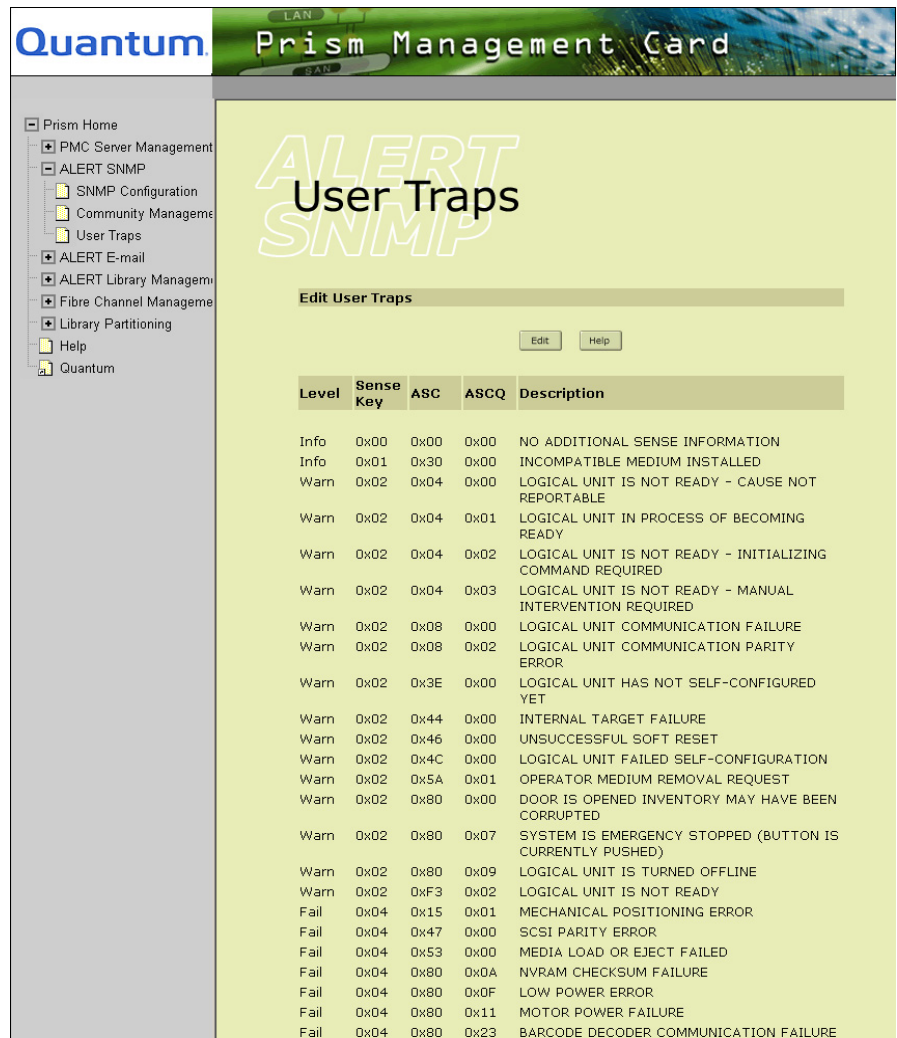 LAN
Quantum.
Prism Management Card
SAN
Prism Home
PMC Server Management
ALERT SNMP
SNMP Configuration
Community Manageme
User Traps
ALERT E-mail
ALERT Library Managem
Fibre Channel Manageme
Library Partitioning
Help
Quantum
ALERT
SNMP
User Traps
Edit User Traps
Edit Help
Level Sense Key ASC ASCQ Description
Info 0x00 0x00 0x00 NO ADDITIONAL SENSE INFORMATION
Info 0x01 0x30 0x00 INCOMPATIBLE MEDIUM INSTALLED
Warn 0x02 0x04 0x00 LOGICAL UNIT IS NOT READY - CAUSE NOT
REPORTABLE
Warn 0x02 0x04 0x01 LOGICAL UNIT IN PROCESS OF BECOMING
READY
Warn 0x02 0x04 0x02 LOGICAL UNIT IS NOT READY - INITIALIZING
COMMAND REQUIRED
Warn 0x02 0x04 0x03 LOGICAL UNIT IS NOT READY - MANUAL
INTERVENTION REQUIRED
Warn 0x02 0x08 0x00 LOGICAL UNIT COMMUNICATION FAILURE
Warn 0x02 0x08 0x02 LOGICAL UNIT COMMUNICATION PARITY
ERROR
Warn 0x02 0x3E 0x00 LOGICAL UNIT HAS NOT SELF-CONFIGURED
YET
Warn 0x02 0x44 0x00 INTERNAL TARGET FAILURE
Warn 0x02 0x46 0x00 UNSUCCESSFUL SOFT RESET
Warn 0x02 0x4C 0x00 LOGICAL UNIT FAILED SELF-CONFIGURATION
Warn 0x02 0x5A 0x01 OPERATOR MEDIUM REMOVAL REQUEST
Warn 0x02 0x80 0x00 DOOR IS OPENED INVENTORY MAY HAVE BEEN
CORRUPTED
Warn 0x02 0x80 0x07 SYSTEM IS EMERGENCY STOPPED (BUTTON IS
CURRENTLY PUSHED)
Warn 0x02 0x80 0x09 LOGICAL UNIT IS TURNED OFFLINE
Warn 0x02 0xF3 0x02 LOGICAL UNIT IS NOT READY
Fail 0x04 0x15 0x01 MECHANICAL POSITIONING ERROR
Fail 0x04 0x47 0x00 SCSI PARITY ERROR
Fail 0x04 0x53 0x00 MEDIA LOAD OR EJECT FAILED
Fail 0x04 0x80 0x0A NVRAM CHECKSUM FAILURE
Fail 0x04 0x80 0x0F LOW POWER ERROR
Fail 0x04 0x80 0x11 MOTOR POWER FAILURE
Fail 0x04 0x80 0x23 BARCODE DECODER COMMUNICATION FAILURE